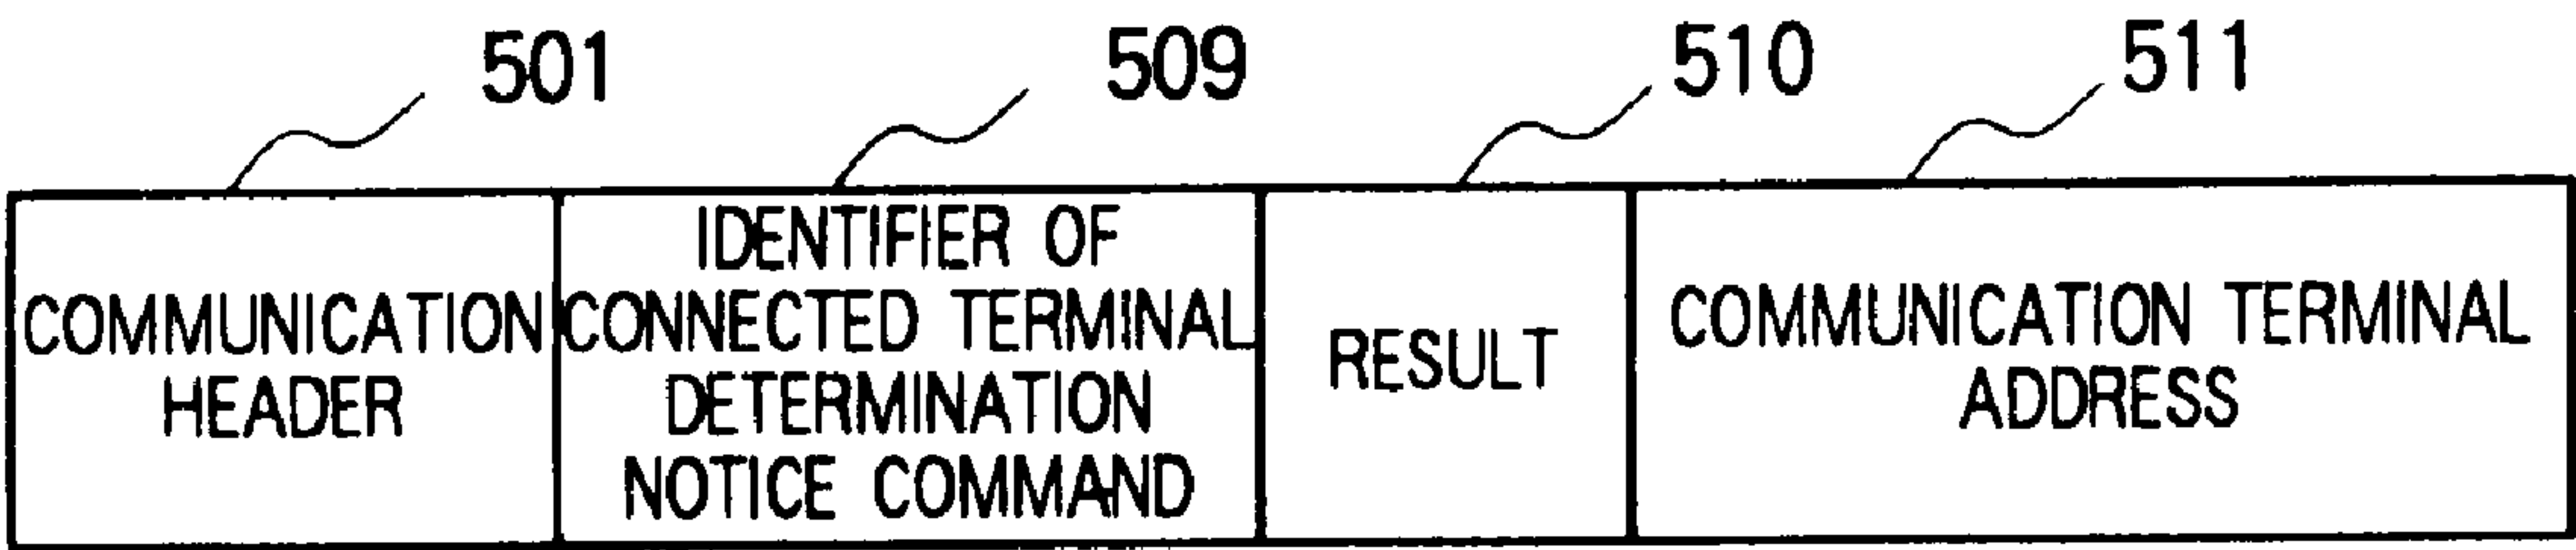 501 509 510 511
COMMUNICATION HEADER
IDENTIFIER OF
CONNECTED TERMINAL
DETERMINATION
NOTICE COMMAND
RESULT
COMMUNICATION TERMINAL
ADDRESS